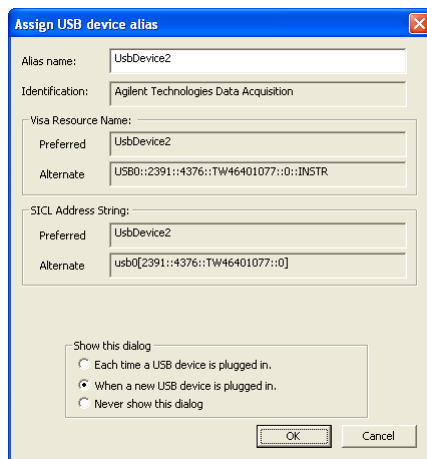 Assign USB device alias
Alias name: UsbDevice2
Identification: Agilent Technologies Data Acquisition
Visa Resource Name:
Preferred UsbDevice2
Alternate USB0::2391::4376::TW46401077::0::INSTR
SICL Address String:
Preferred UsbDevice2
Alternate usb0[2391::4376::TW46401077::0]
Show this dialog
Each time a USB device is plugged in.
When a new USB device is plugged in.
Never show this dialog
OK Cancel